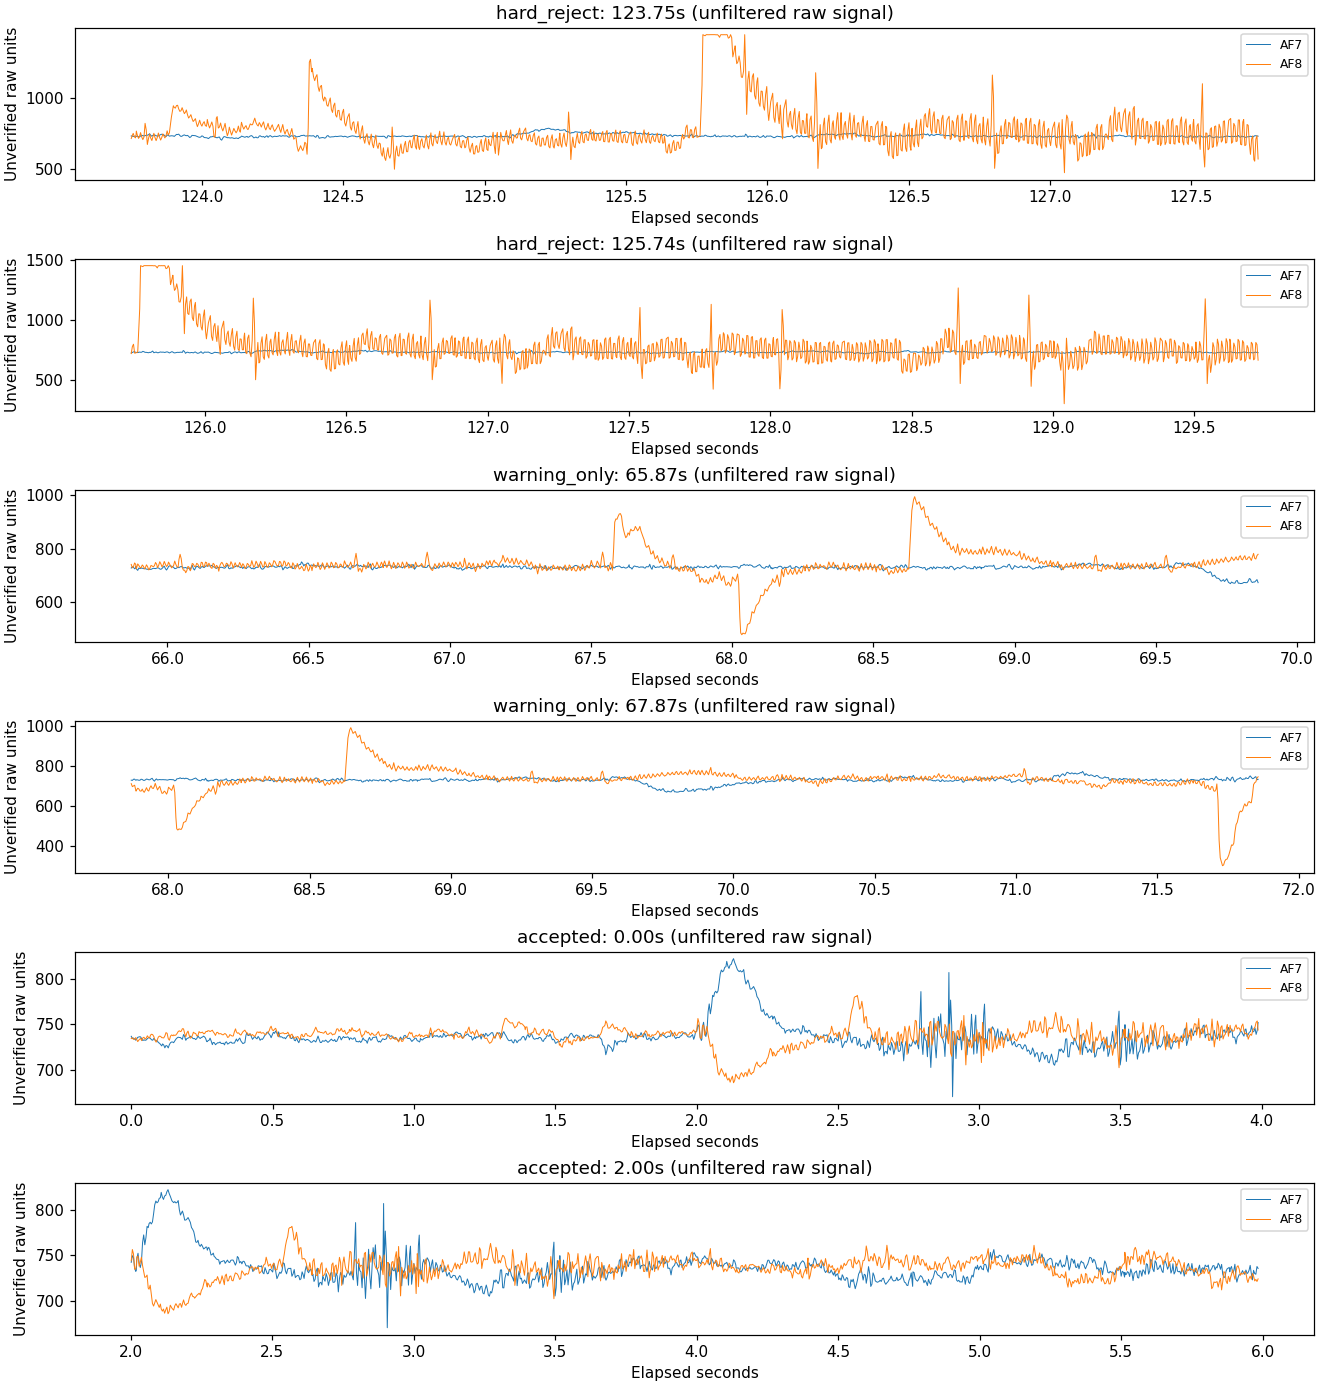 hard_reject: 123.75s (unfiltered raw signal)
Unverified raw units
1000
500
AF7
AF8
124.0 124.5 125.0 125.5 126.0 126.5 127.0 127.5
Elapsed seconds
hard_reject: 125.74s (unfiltered raw signal)
Unverified raw units
1500
1000
500
AF7
AF8
126.0 126.5 127.0 127.5 128.0 128.5 129.0 129.5
Elapsed seconds
warning_only: 65.87s (unfiltered raw signal)
Unverified raw units
1000
800
600
AF7
AF8
66.0 66.5 67.0 67.5 68.0 68.5 69.0 69.5 70.0
Elapsed seconds
warning_only: 67.87s (unfiltered raw signal)
Unverified raw units
1000
800
600
400
AF7
AF8
68.0 68.5 69.0 69.5 70.0 70.5 71.0 71.5 72.0
Elapsed seconds
accepted: 0.00s (unfiltered raw signal)
Unverified raw units
800
750
700
AF7
AF8
0.0 0.5 1.0 1.5 2.0 2.5 3.0 3.5 4.0
Elapsed seconds
accepted: 2.00s (unfiltered raw signal)
Unverified raw units
800
750
700
AF7
AF8
2.0 2.5 3.0 3.5 4.0 4.5 5.0 5.5 6.0
Elapsed seconds